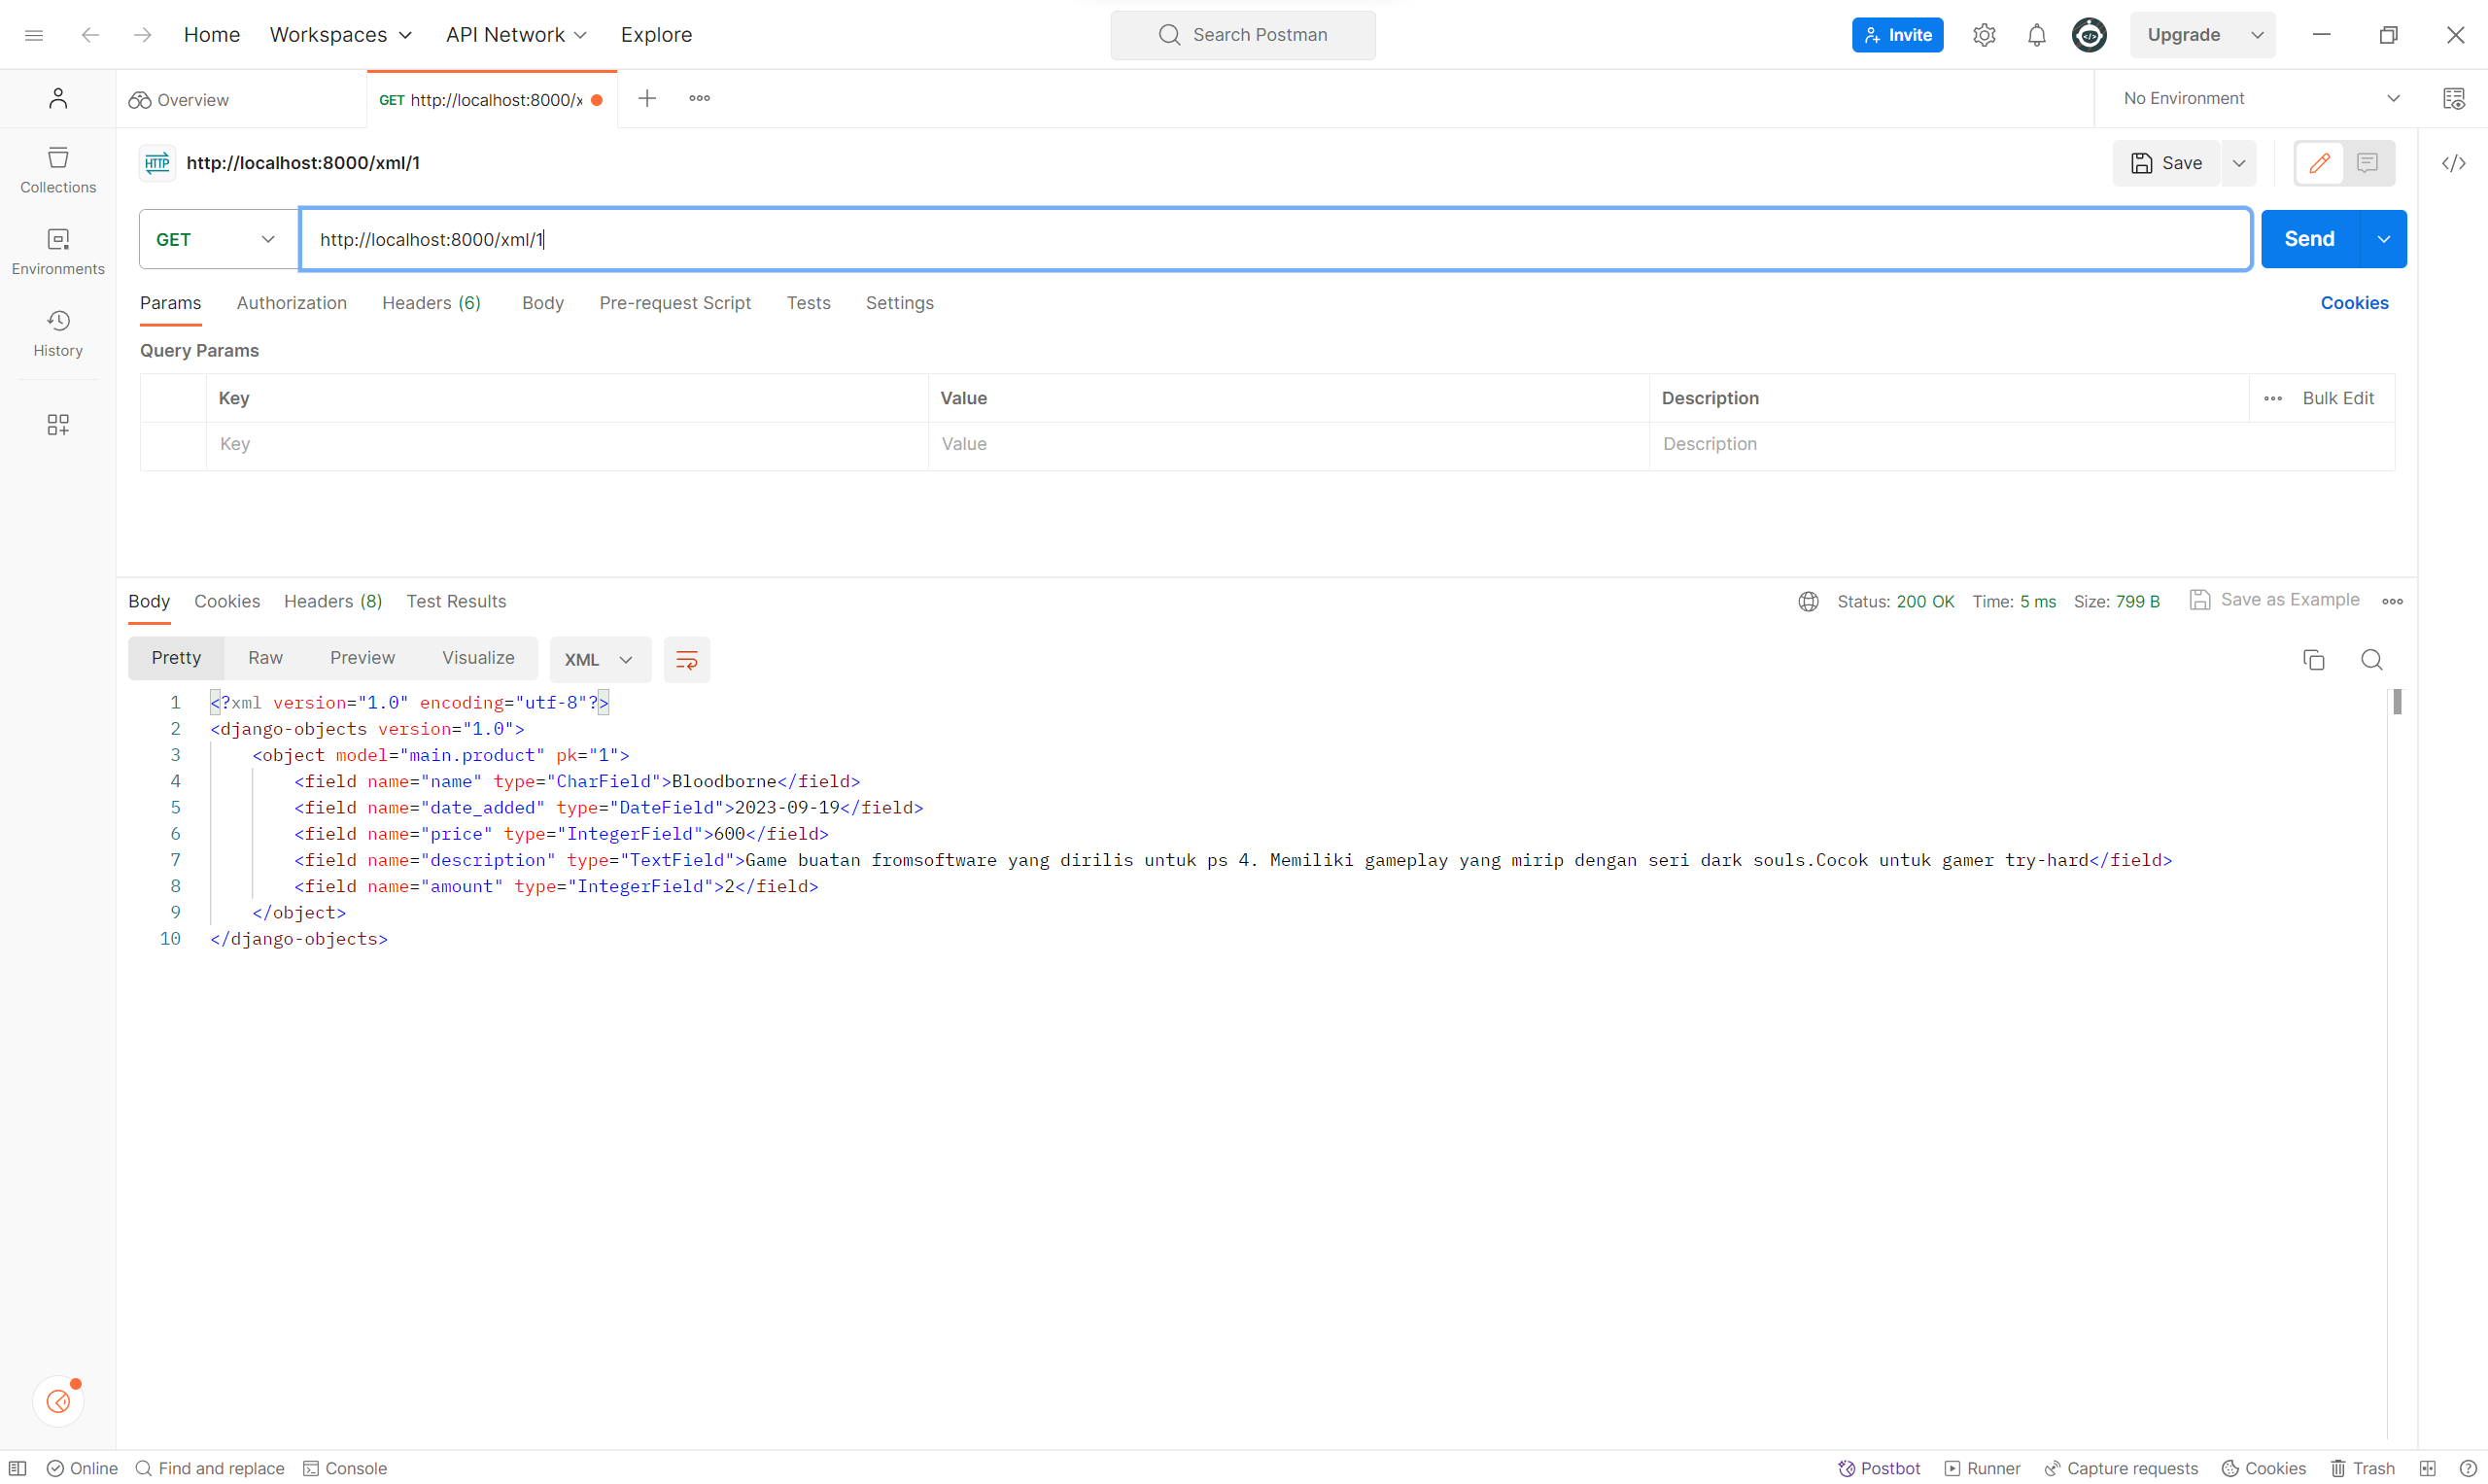 Home Workspaces API Network Explore Search Postman Invite Upgrade
Overview GET http://localhost:8000/x No Environment
HTTP http://localhost:8000/xml/1 Save
Collections
GET http://localhost:8000/xml/1 Send
Environments
Params Authorization Headers (6) Body Pre-request Script Tests Settings Cookies
History
Query Params
Key Value Description Bulk Edit
Key Value Description
Body Cookies Headers (8) Test Results Status: 200 OK Time: 5 ms Size: 799 B Save as Example
Pretty Raw Preview Visualize XML
1 <?xml version="1.0" encoding="utf-8"?>
2 <django-objects version="1.0">
3 <object model="main.product" pk="1">
4 <field name="name" type="CharField">Bloodborne</field>
5 <field name="date_added" type="DateField">2023-09-19</field>
6 <field name="price" type="IntegerField">600</field>
7 <field name="description" type="TextField">Game buatan fromsoftware yang dirilis untuk ps 4. Memiliki gameplay yang mirip dengan seri dark souls.Cocok untuk gamer try-hard</field>
8 <field name="amount" type="IntegerField">2</field>
9 </object>
10 </django-objects>
Online Find and replace Console Postbot Runner Capture requests Cookies Trash